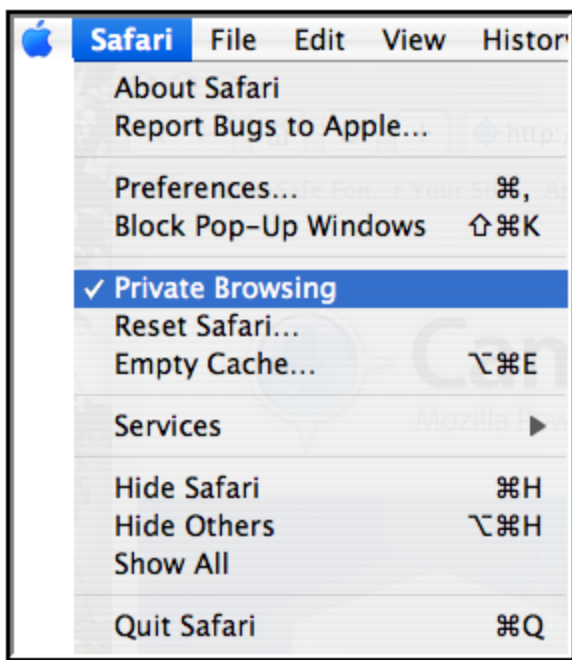 Safari File Edit View Histor
About Safari
Report Bugs to Apple...
Preferences... ⌘,
Block Pop-Up Windows ⇧⌘K
✓ Private Browsing
Reset Safari...
Empty Cache... ⌥⌘E
Services ▶
Hide Safari ⌘H
Hide Others ⌥⌘H
Show All
Quit Safari ⌘Q